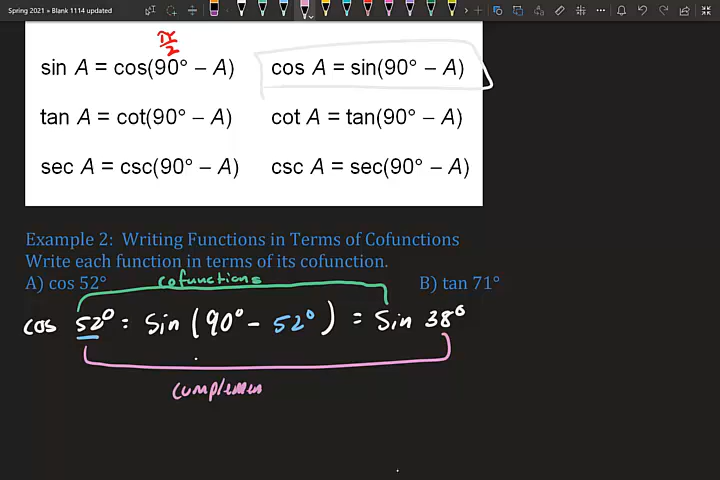 Spring 2021 » Blank 1114 updated
π/2
sin A = cos(90° – A) cos A = sin(90° – A)
tan A = cot(90° – A) cot A = tan(90° – A)
sec A = csc(90° – A) csc A = sec(90° – A)
Example 2: Writing Functions in Terms of Cofunctions
Write each function in terms of its cofunction.
A) cos 52° B) tan 71°
cofunctions
cos 52° = Sin (90° - 52°) = Sin 38°
complemen